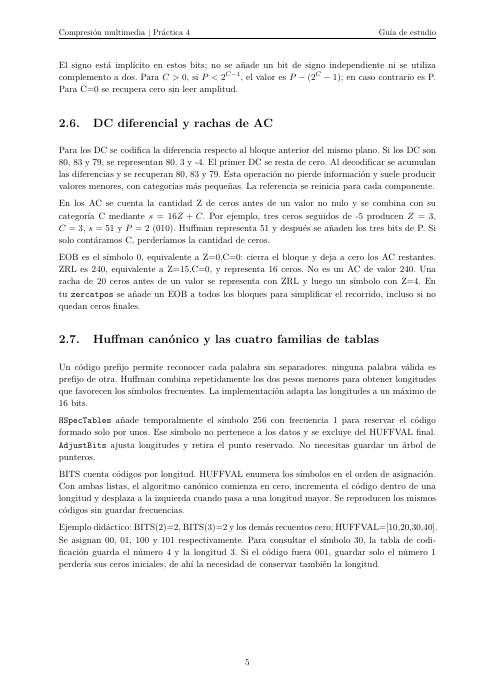 Compresión multimedia | Práctica 4 Guía de estudio
El signo está implícito en estos bits; no se añade un bit de signo independiente ni se utiliza
complemento a dos. Para C > 0, si P < 2^{C−1}, el valor es P − (2^C − 1); en caso contrario es P.
Para C=0 se recupera cero sin leer amplitud.
2.6. DC diferencial y rachas de AC
Para los DC se codifica la diferencia respecto al bloque anterior del mismo plano. Si los DC son
80, 83 y 79, se representan 80, 3 y -4. El primer DC se resta de cero. Al decodificar se acumulan
las diferencias y se recuperan 80, 83 y 79. Esta operación no pierde información y suele producir
valores menores, con categorías más pequeñas. La referencia se reinicia para cada componente.
En los AC se cuenta la cantidad Z de ceros antes de un valor no nulo y se combina con su
categoría C mediante s = 16Z + C. Por ejemplo, tres ceros seguidos de -5 producen Z = 3,
C = 3, s = 51 y P = 2 (010). Huffman representa 51 y después se añaden los tres bits de P. Si
solo contáramos C, perderíamos la cantidad de ceros.
EOB es el símbolo 0, equivalente a Z=0,C=0: cierra el bloque y deja a cero los AC restantes.
ZRL es 240, equivalente a Z=15,C=0, y representa 16 ceros. No es un AC de valor 240. Una
racha de 20 ceros antes de un valor se representa con ZRL y luego un símbolo con Z=4. En
tu zercatpos se añade un EOB a todos los bloques para simplificar el recorrido, incluso si no
quedan ceros finales.
2.7. Huffman canónico y las cuatro familias de tablas
Un código prefijo permite reconocer cada palabra sin separadores: ninguna palabra válida es
prefijo de otra. Huffman combina repetidamente los dos pesos menores para obtener longitudes
que favorecen los símbolos frecuentes. La implementación adapta las longitudes a un máximo de
16 bits.
HSpecTables añade temporalmente el símbolo 256 con frecuencia 1 para reservar el código
formado solo por unos. Ese símbolo no pertenece a los datos y se excluye del HUFFVAL final.
AdjustBits ajusta longitudes y retira el punto reservado. No necesitas guardar un árbol de
punteros.
BITS cuenta códigos por longitud. HUFFVAL enumera los símbolos en el orden de asignación.
Con ambas listas, el algoritmo canónico comienza en cero, incrementa el código dentro de una
longitud y desplaza a la izquierda cuando pasa a una longitud mayor. Se reproducen los mismos
códigos sin guardar frecuencias.
Ejemplo didáctico: BITS(2)=2, BITS(3)=2 y los demás recuentos cero; HUFFVAL=[10,20,30,40].
Se asignan 00, 01, 100 y 101 respectivamente. Para consultar el símbolo 30, la tabla de codi-
ficación guarda el número 4 y la longitud 3. Si el código fuera 001, guardar solo el número 1
perdería sus ceros iniciales; de ahí la necesidad de conservar también la longitud.
5